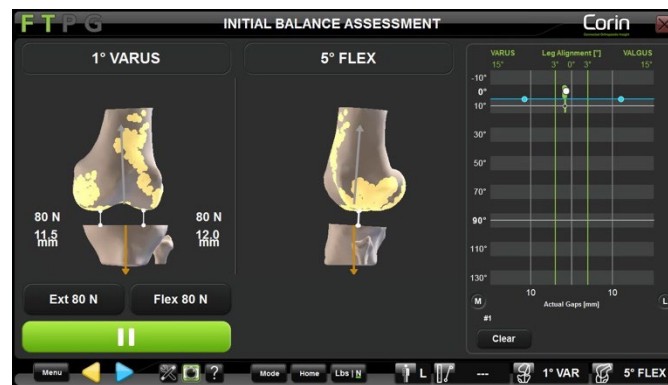 F T P G
INITIAL BALANCE ASSESSMENT
Corin
1° VARUS
5° FLEX
80 N
11.5
mm
80 N
12.0
mm
Ext 80 N
Flex 80 N
VARUS
Leg Alignment [°]
VALGUS
15°
3°
0°
3°
15°
-10°
0°
10°
30°
50°
70°
90°
110°
130°
10
10
M
Actual Gaps [mm]
L
#1
Clear
Menu
?
Mode
Home
Lbs | N
L
---
1° VAR
5° FLEX